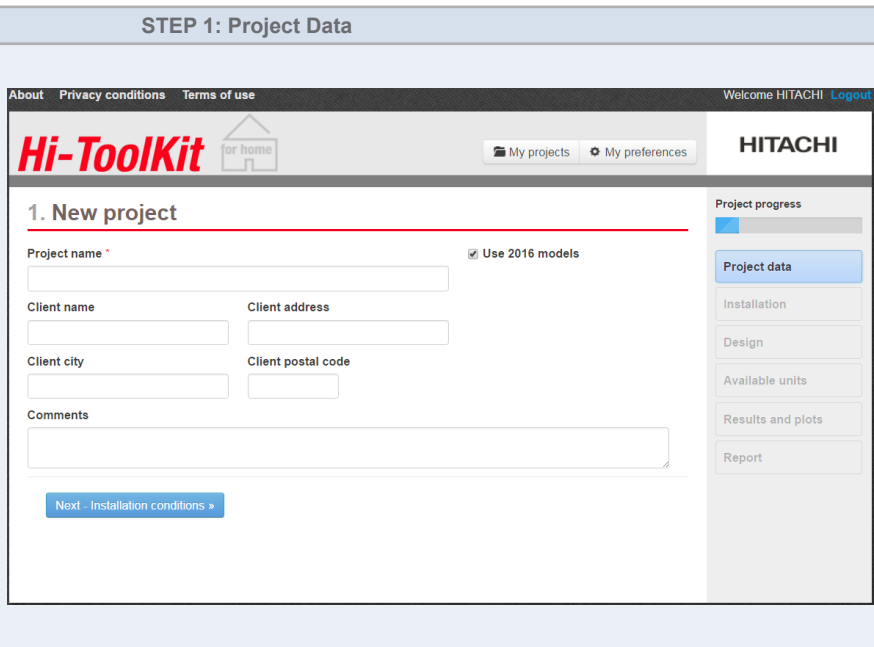 STEP 1: Project Data
About Privacy conditions Terms of use
Welcome HITACHI Logout
Hi-ToolKit for home
My projects My preferences
HITACHI
1. New project
Project name *
Use 2016 models
Client name Client address
Client city Client postal code
Comments
Next - Installation conditions »
Project progress
Project data
Installation
Design
Available units
Results and plots
Report